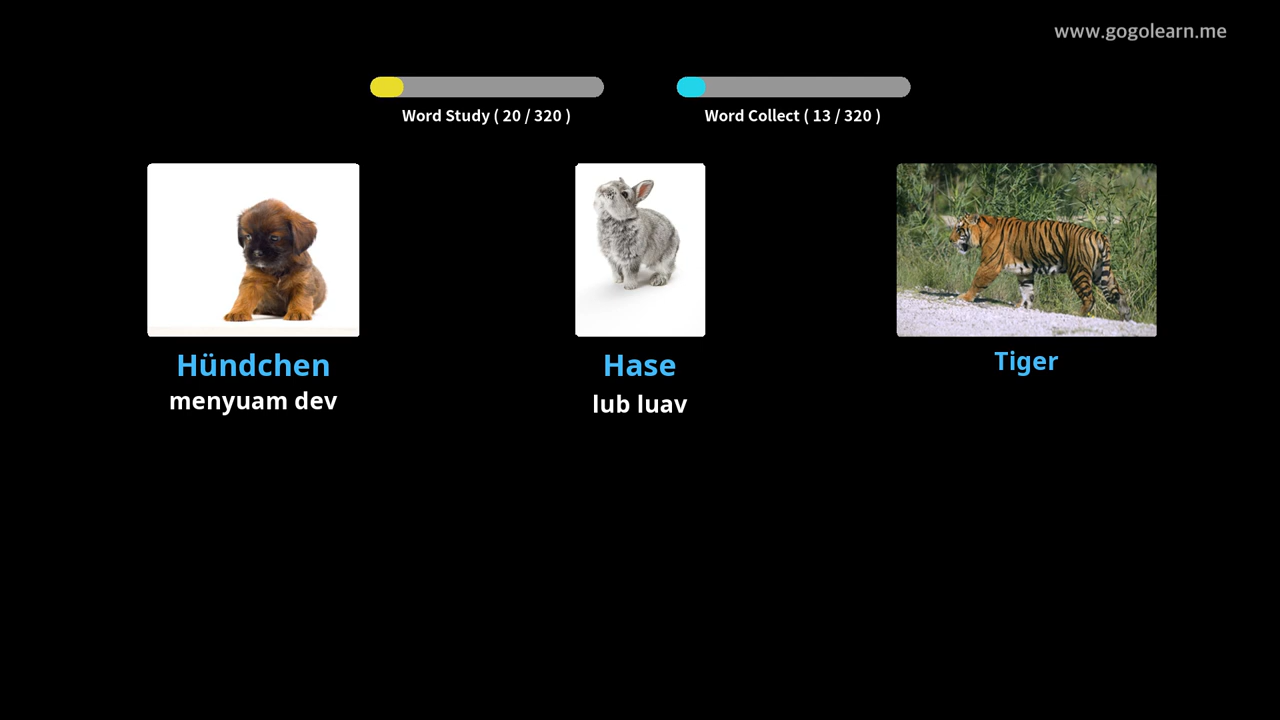 www.gogolearn.me
Word Study ( 20 / 320 )
Word Collect ( 13 / 320 )
Hündchen
menyuam dev
Hase
lub luav
Tiger